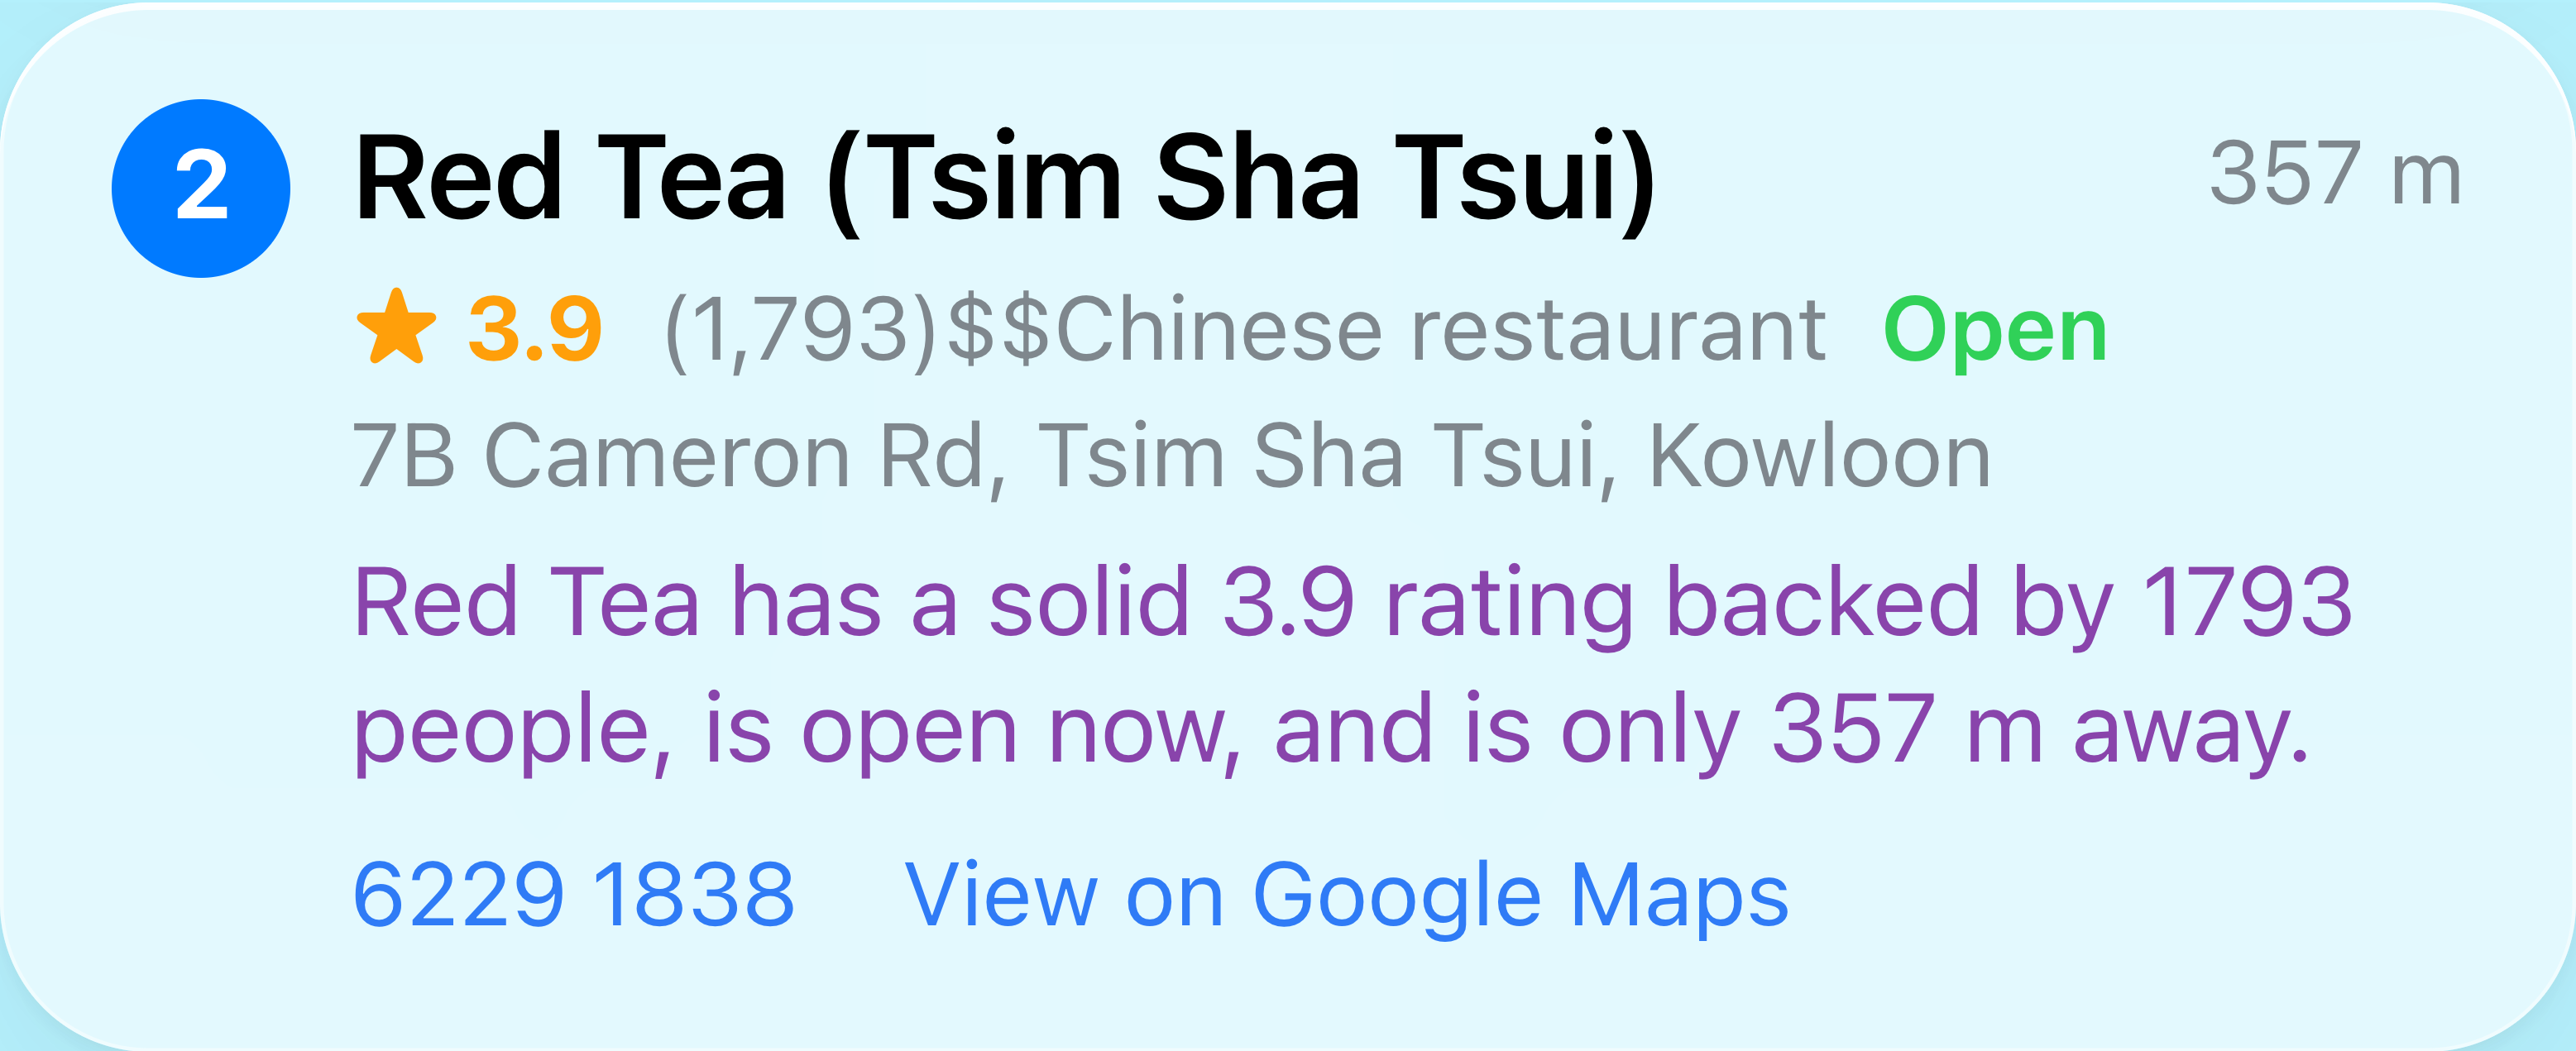 2 Red Tea (Tsim Sha Tsui) 357 m
3.9 (1,793)$$Chinese restaurant Open
7B Cameron Rd, Tsim Sha Tsui, Kowloon
Red Tea has a solid 3.9 rating backed by 1793
people, is open now, and is only 357 m away.
6229 1838 View on Google Maps